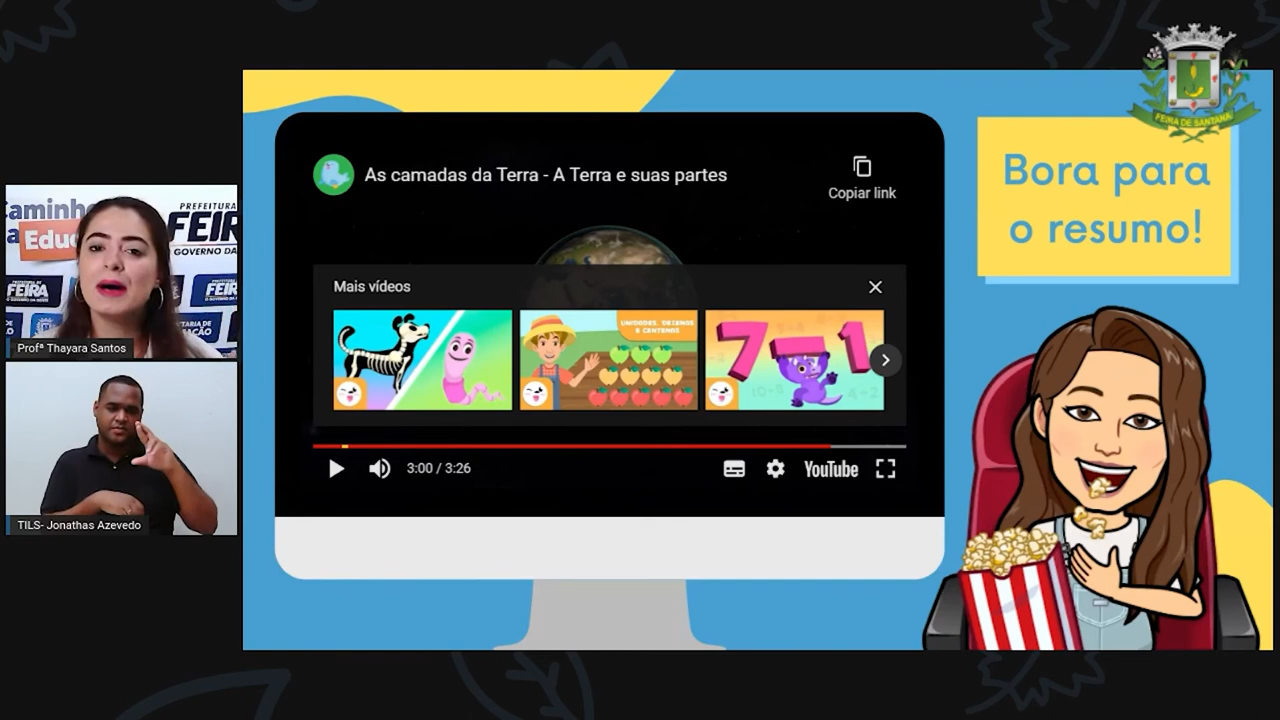 FEIRA DE SANTANA
Bora para
o resumo!
As camadas da Terra - A Terra e suas partes
Copiar link
Mais vídeos
UNIDADES, DEZENAS
E CENTENAS
7-1
3:00 / 3:26
YouTube
PREFEITURA
FEIR
GOVERNO DA
Caminho
a Educ
FEIRA
FEIR
Profª Thayara Santos
TILS- Jonathas Azevedo